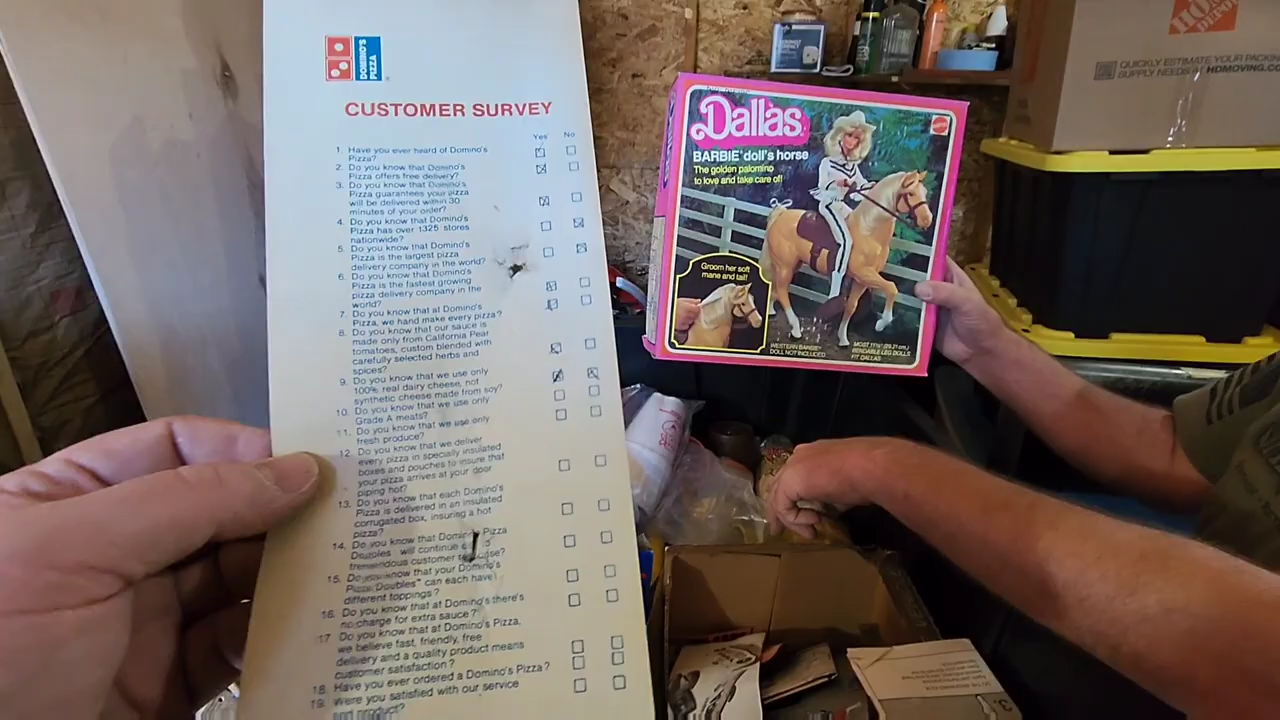 DOMINO'S
PIZZA
CUSTOMER SURVEY
Yes No
1. Have you ever heard of Domino's
Pizza?
2. Do you know that Domino's
Pizza offers free delivery?
3. Do you know that Domino's
Pizza guarantees your pizza
will be delivered within 30
minutes of your order?
4. Do you know that Domino's
Pizza has over 1325 stores
nationwide?
5. Do you know that Domino's
Pizza is the largest pizza
delivery company in the world?
6. Do you know that Domino's
Pizza is the fastest growing
pizza delivery company in the
world?
7. Do you know that at Domino's
Pizza, we hand make every pizza?
8. Do you know that our sauce is
made only from California Pear
tomatoes, custom blended with
carefully selected herbs and
spices?
9. Do you know that we use only
100% real dairy cheese, not
synthetic cheese made from soy?
10. Do you know that we use only
Grade A meats?
11. Do you know that we use only
fresh produce?
12. Do you know that we deliver
every pizza in specially insulated
boxes and pouches to insure that
your pizza arrives at your door
piping hot?
13. Do you know that each Domino's
Pizza is delivered in an insulated
corrugated box, insuring a hot
pizza?
14. Do you know that Domino's Pizza
Doubles will continue
tremendous customer
15. Do you know that your Domino's
Pizza Doubles™ can each have
different toppings?
16. Do you know that at Domino's there's
no charge for extra sauce?
17 Do you know that at Domino's Pizza,
we believe fast, friendly, free
delivery and a quality product means
customer satisfaction?
18. Have you ever ordered a Domino's Pizza?
19. Were you satisfied with our service
and product?
Dallas
MATTEL
BARBIE® doll's horse
The golden palomino
to love and take care of!
Groom her soft
mane and tail!
WESTERN BARBIE®
DOLL NOT INCLUDED.
MOST 11½" (29.21 cm.)
BENDABLE LEG DOLLS
FIT DALLAS
HOME DEPOT
QUICKLY ESTIMATE YOUR PACKING
SUPPLY NEEDS AT HDMOVING.CO
3.